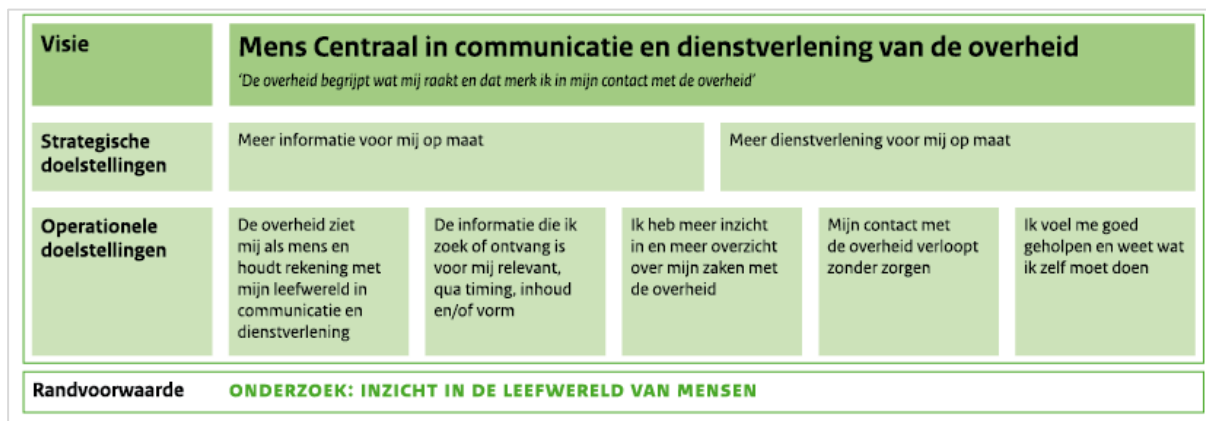 Visie
Mens Centraal in communicatie en dienstverlening van de overheid
‘De overheid begrijpt wat mij raakt en dat merk ik in mijn contact met de overheid’
Strategische
doelstellingen
Meer informatie voor mij op maat
Meer dienstverlening voor mij op maat
Operationele
doelstellingen
De overheid ziet
mij als mens en
houdt rekening met
mijn leefwereld in
communicatie en
dienstverlening
De informatie die ik
zoek of ontvang is
voor mij relevant,
qua timing, inhoud
en/of vorm
Ik heb meer inzicht
in en meer overzicht
over mijn zaken met
de overheid
Mijn contact met
de overheid verloopt
zonder zorgen
Ik voel me goed
geholpen en weet wat
ik zelf moet doen
Randvoorwaarde
ONDERZOEK: INZICHT IN DE LEEFWERELD VAN MENSEN